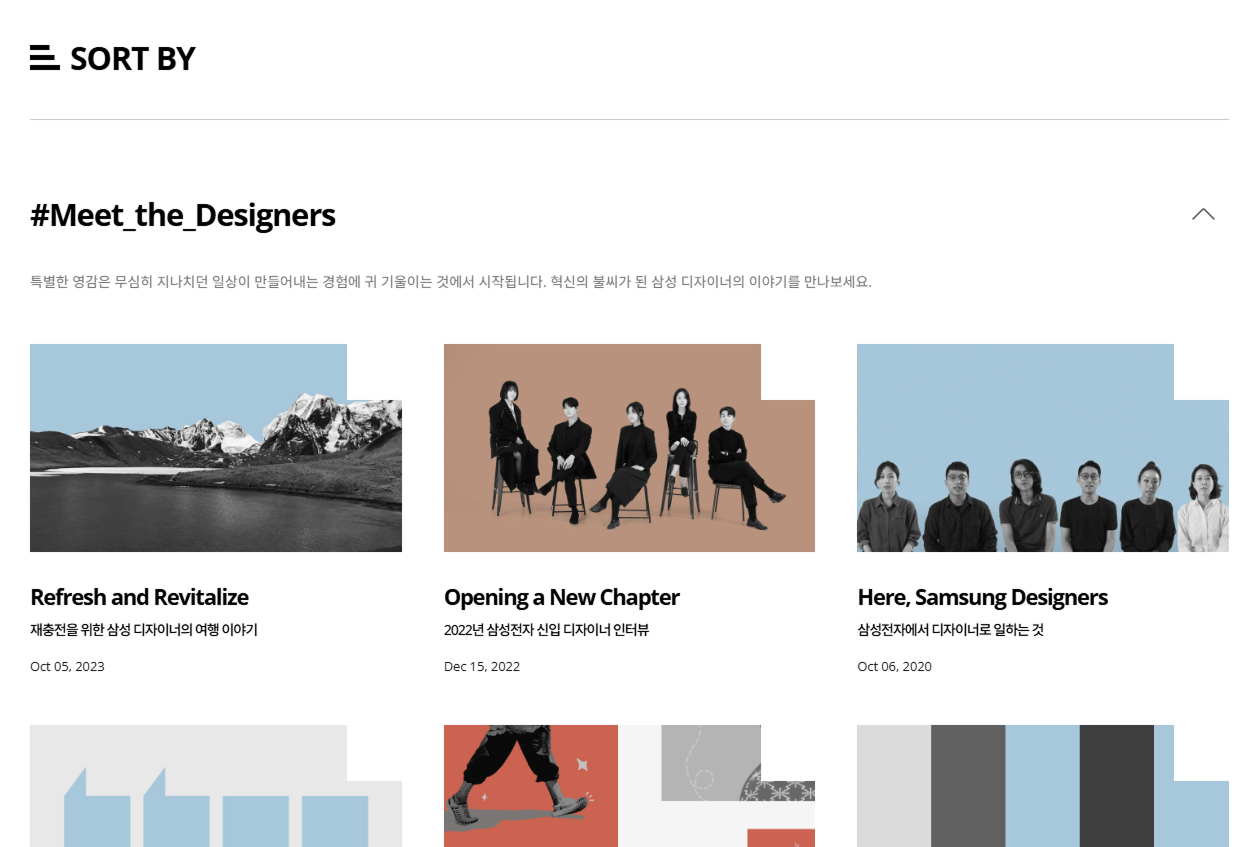 SORT BY
#Meet_the_Designers
특별한 영감은 무심히 지나치던 일상이 만들어내는 경험에 귀 기울이는 것에서 시작됩니다. 혁신의 불씨가 된 삼성 디자이너의 이야기를 만나보세요.
Refresh and Revitalize
재충전을 위한 삼성 디자이너의 여행 이야기
Oct 05, 2023
Opening a New Chapter
2022년 삼성전자 신입 디자이너 인터뷰
Dec 15, 2022
Here, Samsung Designers
삼성전자에서 디자이너로 일하는 것
Oct 06, 2020